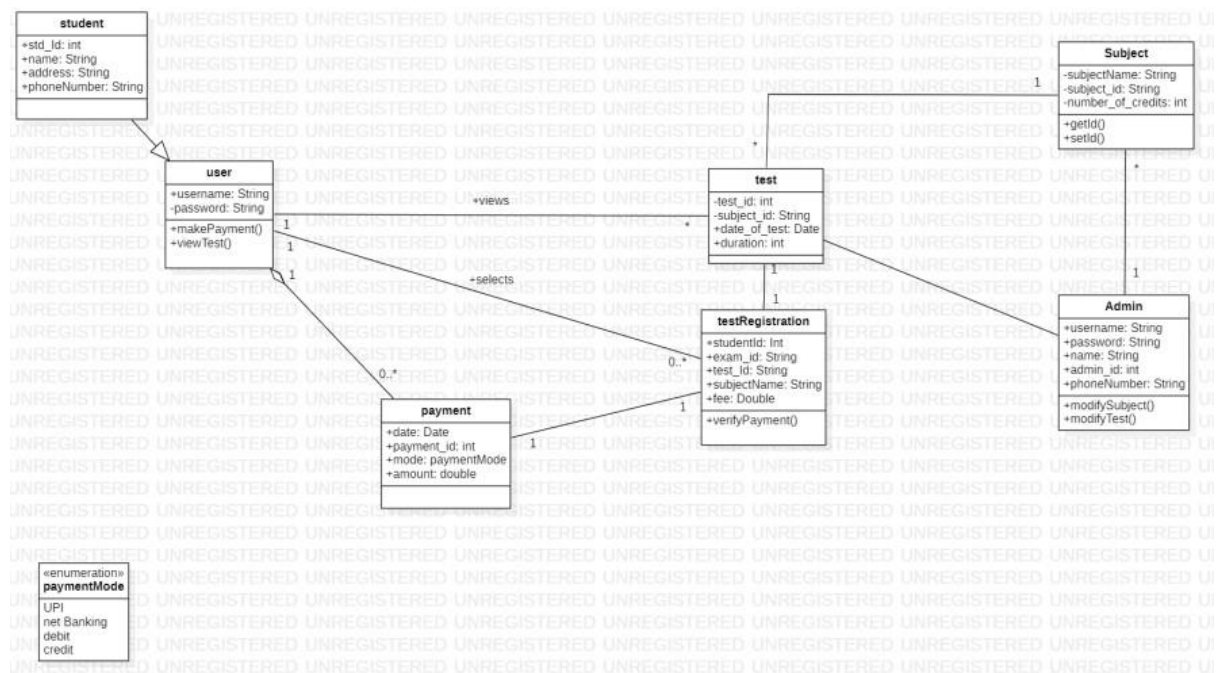 student
+std_Id: int
+name: String
+address: String
+phoneNumber: String
user
+username: String
-password: String
+makePayment()
+viewTest()
1
1
1
+views
*
+selects
0..*
0..*
payment
+date: Date
+payment_id: int
+mode: paymentMode
+amount: double
1
1
test
-test_id: int
-subject_id: String
+date_of_test: Date
+duration: int
*
1
1
1
testRegistration
+studentId: Int
+exam_id: String
+test_Id: String
+subjectName: String
+fee: Double
+verifyPayment()
Subject
-subjectName: String
-subject_id: String
-number_of_credits: int
+getId()
+setId()
*
1
Admin
+username: String
+password: String
+name: String
+admin_id: int
+phoneNumber: String
+modifySubject()
+modifyTest()
«enumeration»
paymentMode
UPI
net Banking
debit
credit
UNREGISTERED